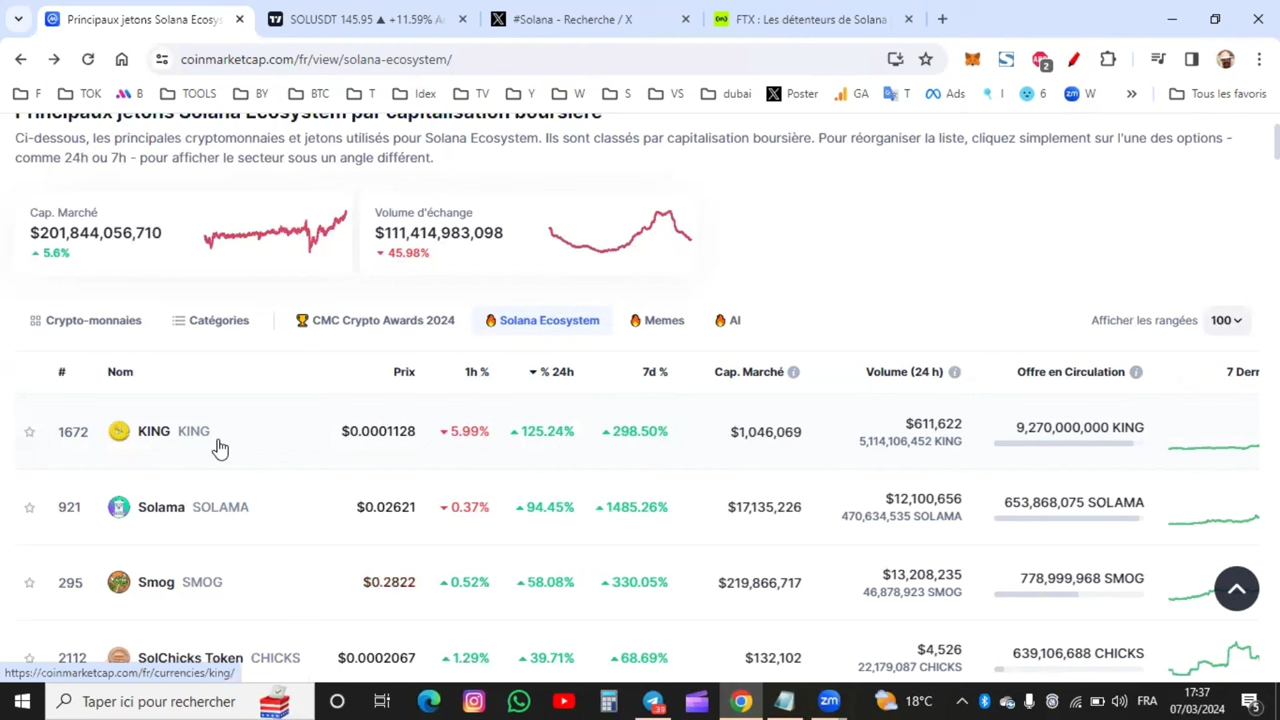 Principaux jetons Solana Ecosys
SOLUSDT 145.95 ▲ +11.59% A
#Solana - Recherche / X
FTX : Les détenteurs de Solana
coinmarketcap.com/fr/view/solana-ecosystem/
F TOK B TOOLS BY BTC T Idex TV Y W S VS dubai Poster GA T Ads I 6 W » Tous les favoris
Principaux jetons Solana Ecosystem par capitalisation boursière
Ci-dessous, les principales cryptomonnaies et jetons utilisés pour Solana Ecosystem. Ils sont classés par capitalisation boursière. Pour réorganiser la liste, cliquez simplement sur l'une des options -
comme 24h ou 7h - pour afficher le secteur sous un angle différent.
Cap. Marché
$201,844,056,710
5.6%
Volume d'échange
$111,414,983,098
45.98%
Crypto-monnaies Catégories CMC Crypto Awards 2024 Solana Ecosystem Memes AI Afficher les rangées 100
# Nom Prix 1h % % 24h 7d % Cap. Marché Volume (24 h) Offre en Circulation 7 Derr
1672 KING KING $0.0001128 5.99% 125.24% 298.50% $1,046,069 $611,622 9,270,000,000 KING
5,114,106,452 KING
921 Solama SOLAMA $0.02621 0.37% 94.45% 1485.26% $17,135,226 $12,100,656 653,868,075 SOLAMA
470,634,535 SOLAMA
295 Smog SMOG $0.2822 0.52% 58.08% 330.05% $219,866,717 $13,208,235 778,999,968 SMOG
46,878,923 SMOG
2112 SolChicks Token CHICKS $0.0002067 1.29% 39.71% 68.69% $132,102 $4,526 639,106,688 CHICKS
22,179,087 CHICKS
https://coinmarketcap.com/fr/currencies/king/
Taper ici pour rechercher
18°C
FRA
17:37
07/03/2024